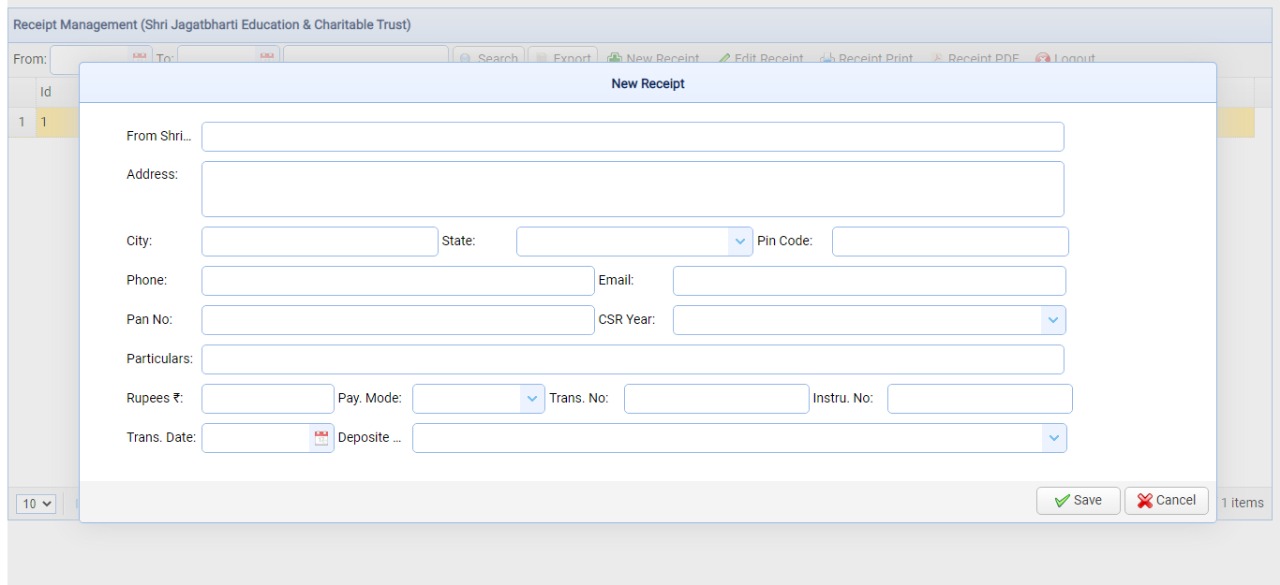 Receipt Management (Shri Jagatbharti Education & Charitable Trust)
From: To: Search Export New Receipt Edit Receipt Receipt Print Receipt PDF Logout
New Receipt
Id
1 1
From Shri...
Address:
City: State: Pin Code:
Phone: Email:
Pan No: CSR Year:
Particulars:
Rupees ₹: Pay. Mode: Trans. No: Instru. No:
Trans. Date: Deposite ...
Save Cancel
10 1 items